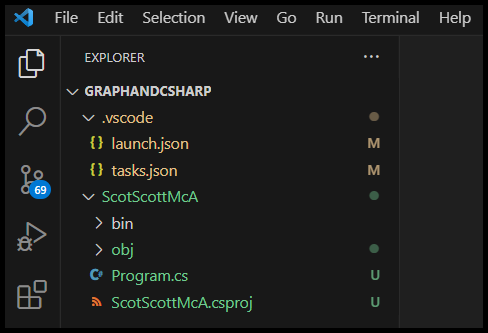 File Edit Selection View Go Run Terminal Help
EXPLORER ...
GRAPHANDCSHARP
.vscode
{} launch.json M
{} tasks.json M
ScotScottMcA
bin
69
obj
C# Program.cs U
ScotScottMcA.csproj U